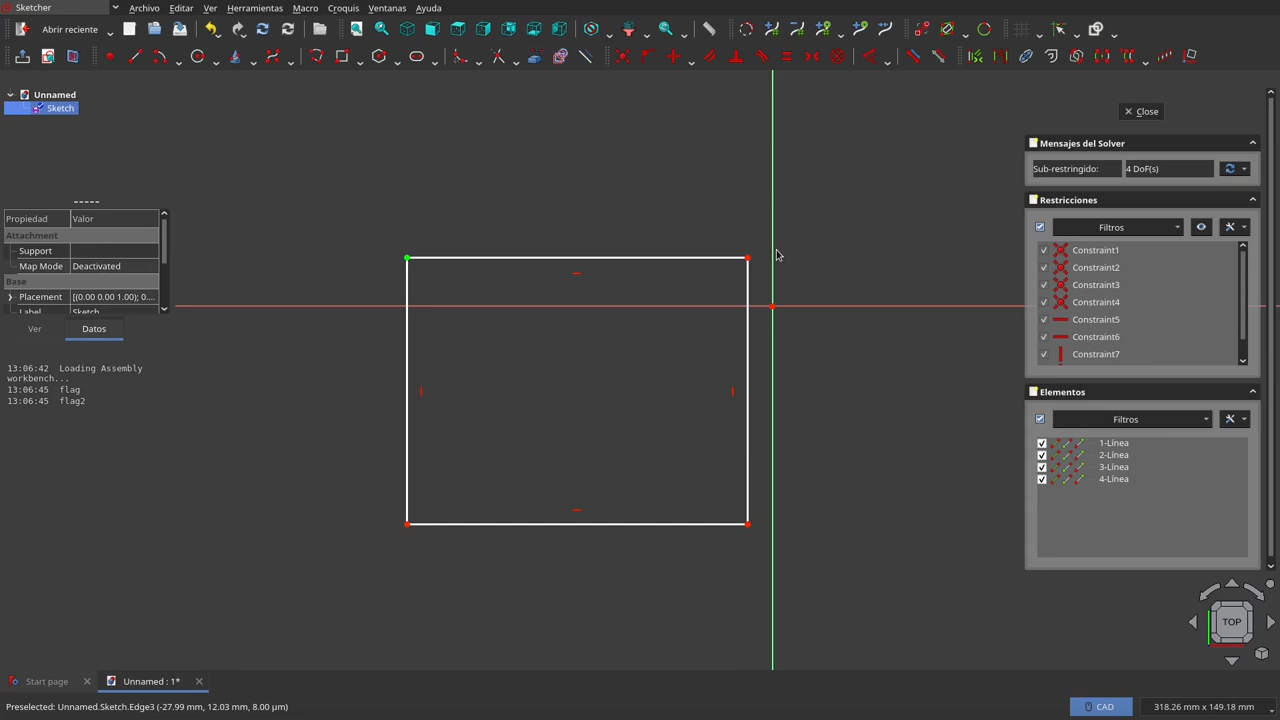 Sketcher
Archivo Editar Ver Herramientas Macro Croquis Ventanas Ayuda
Abrir reciente
Unnamed
Sketch
Close
Mensajes del Solver
Sub-restringido: 4 DoF(s)
Restricciones
Filtros
Constraint1
Constraint2
Constraint3
Constraint4
Constraint5
Constraint6
Constraint7
Elementos
Filtros
1-Línea
2-Línea
3-Línea
4-Línea
Propiedad Valor
Attachment
Support
Map Mode Deactivated
Base
Placement [(0.00 0.00 1.00); 0....
Label Sketch
Ver Datos
13:06:42 Loading Assembly
workbench...
13:06:45 flag
13:06:45 flag2
TOP
Start page Unnamed : 1*
Preselected: Unnamed.Sketch.Edge3 (-27.99 mm, 12.03 mm, 8.00 µm)
CAD 318.26 mm x 149.18 mm